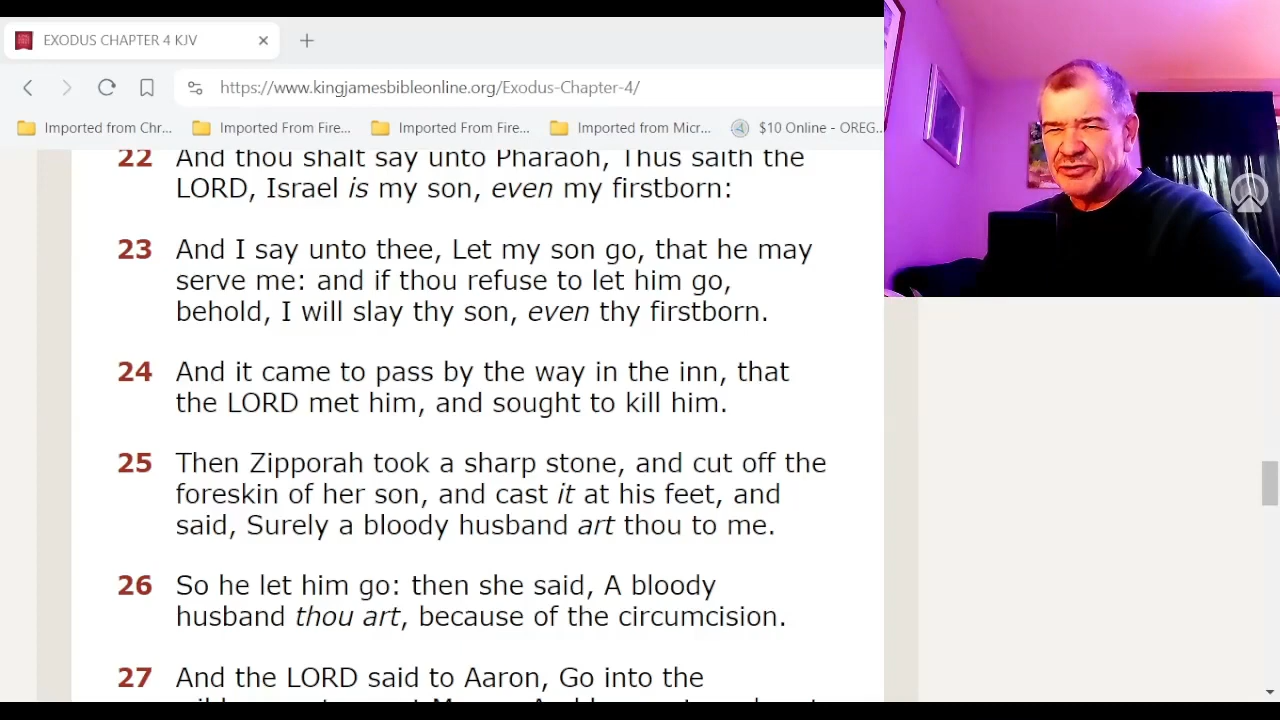 EXODUS CHAPTER 4 KJV
https://www.kingjamesbibleonline.org/Exodus-Chapter-4/
Imported from Chr... Imported From Fire... Imported From Fire... Imported from Micr... $10 Online - OREG...
22 And thou shalt say unto Pharaoh, Thus saith the
LORD, Israel is my son, even my firstborn:
23 And I say unto thee, Let my son go, that he may
serve me: and if thou refuse to let him go,
behold, I will slay thy son, even thy firstborn.
24 And it came to pass by the way in the inn, that
the LORD met him, and sought to kill him.
25 Then Zipporah took a sharp stone, and cut off the
foreskin of her son, and cast it at his feet, and
said, Surely a bloody husband art thou to me.
26 So he let him go: then she said, A bloody
husband thou art, because of the circumcision.
27 And the LORD said to Aaron, Go into the